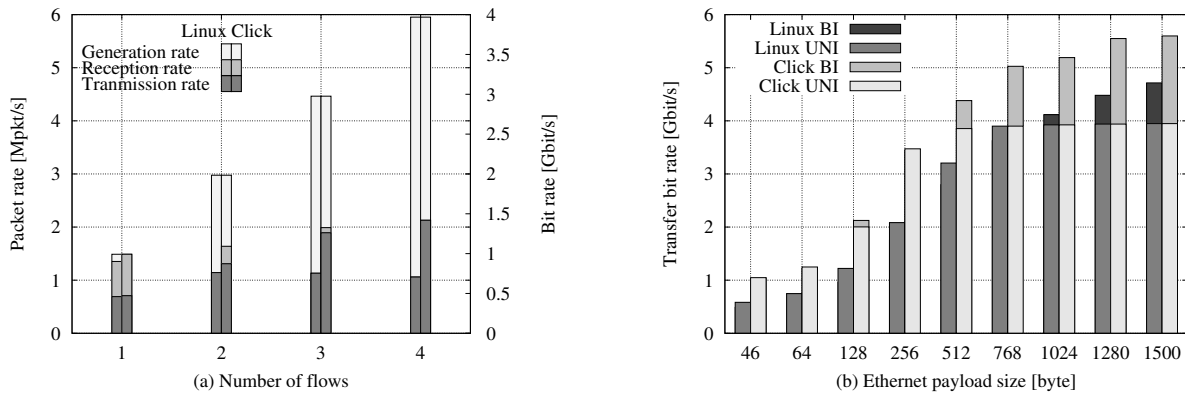 6
5
4
3
2
1
0
Packet rate [Mpkt/s]
Linux Click
Generation rate
Reception rate
Tranmission rate
4
3.5
3
2.5
2
1.5
1
0.5
0
Bit rate [Gbit/s]
1 2 3 4
(a) Number of flows
6
5
4
3
2
1
0
Transfer bit rate [Gbit/s]
Linux BI
Linux UNI
Click BI
Click UNI
46 64 128 256 512 768 1024 1280 1500
(b) Ethernet payload size [byte]